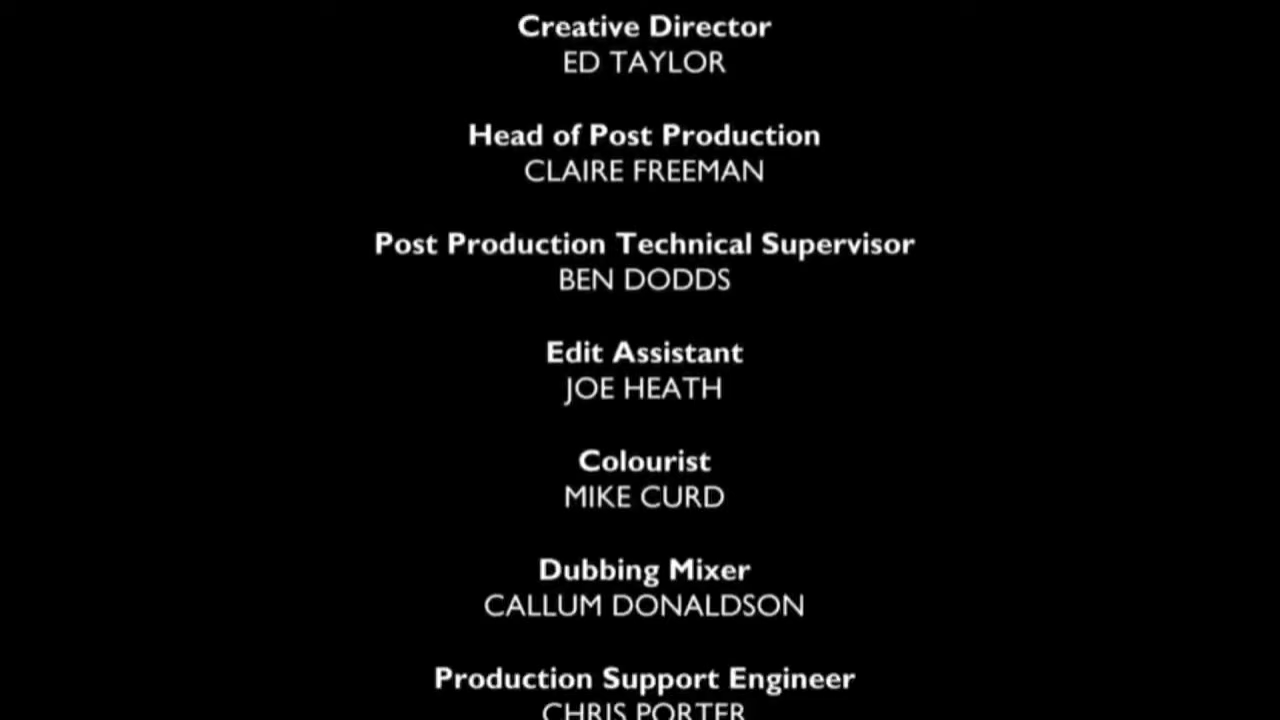 Creative Director
ED TAYLOR
Head of Post Production
CLAIRE FREEMAN
Post Production Technical Supervisor
BEN DODDS
Edit Assistant
JOE HEATH
Colourist
MIKE CURD
Dubbing Mixer
CALLUM DONALDSON
Production Support Engineer
CHRIS PORTER